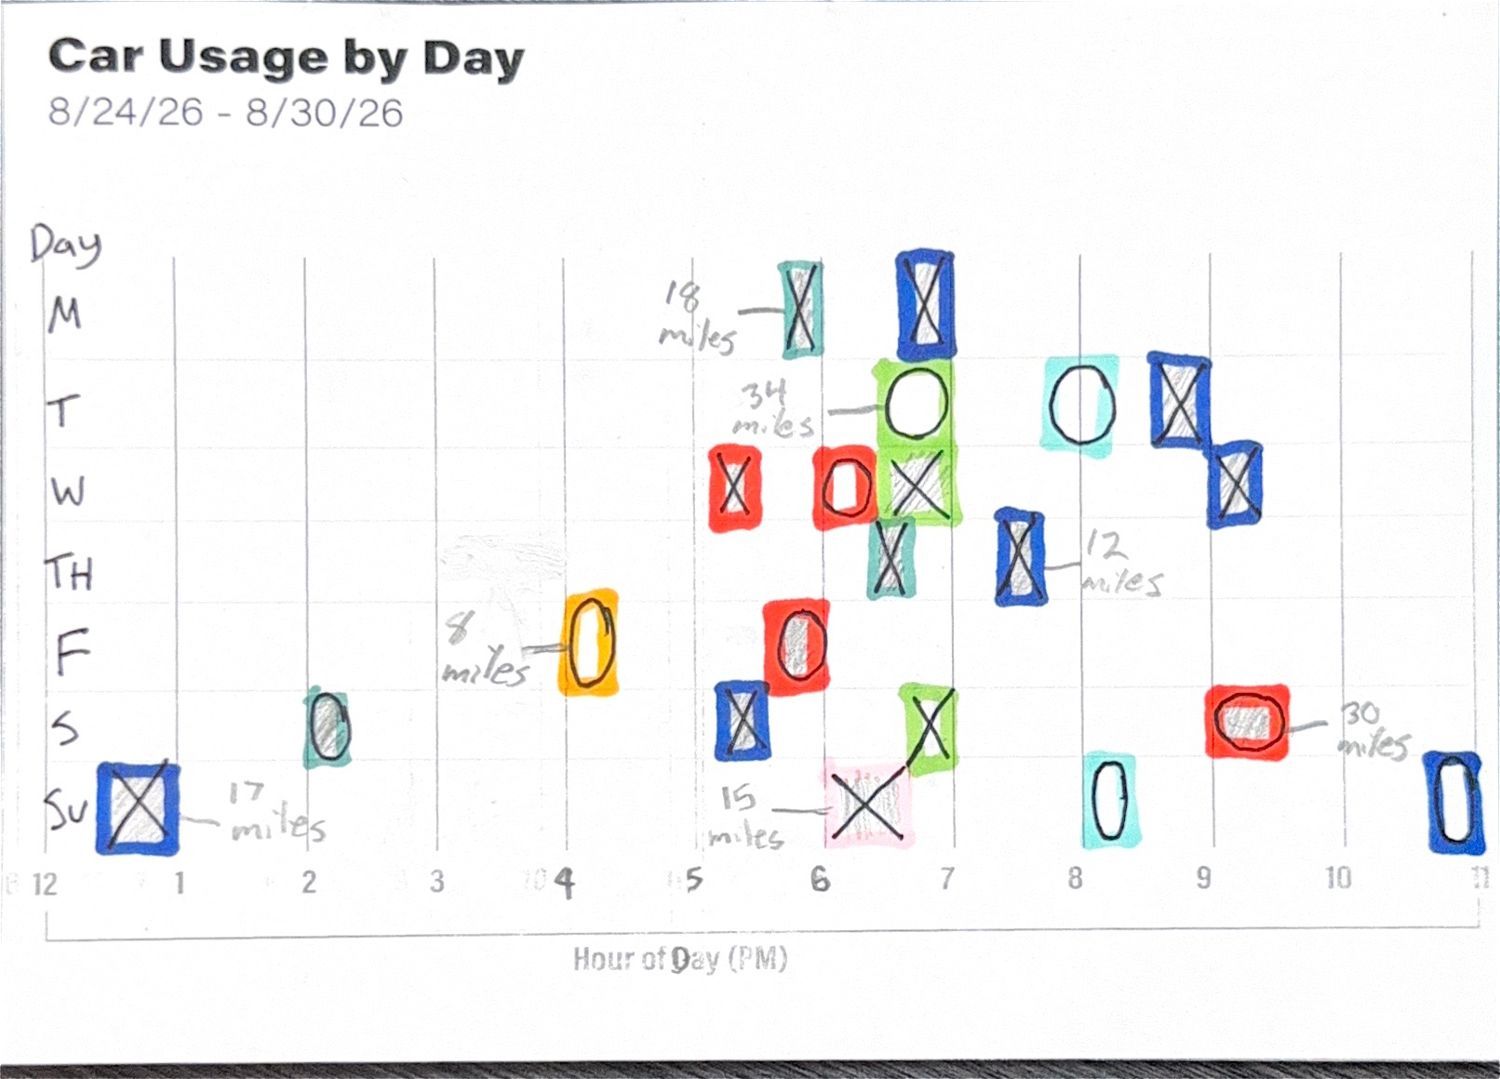 Car Usage by Day
8/24/26 - 8/30/26
Day
M
18
miles
T
34
miles
W
TH
12
miles
F
8
miles
S
30
miles
Su
17
miles
15
miles
12 1 2 3 4 5 6 7 8 9 10 11
Hour of Day (PM)